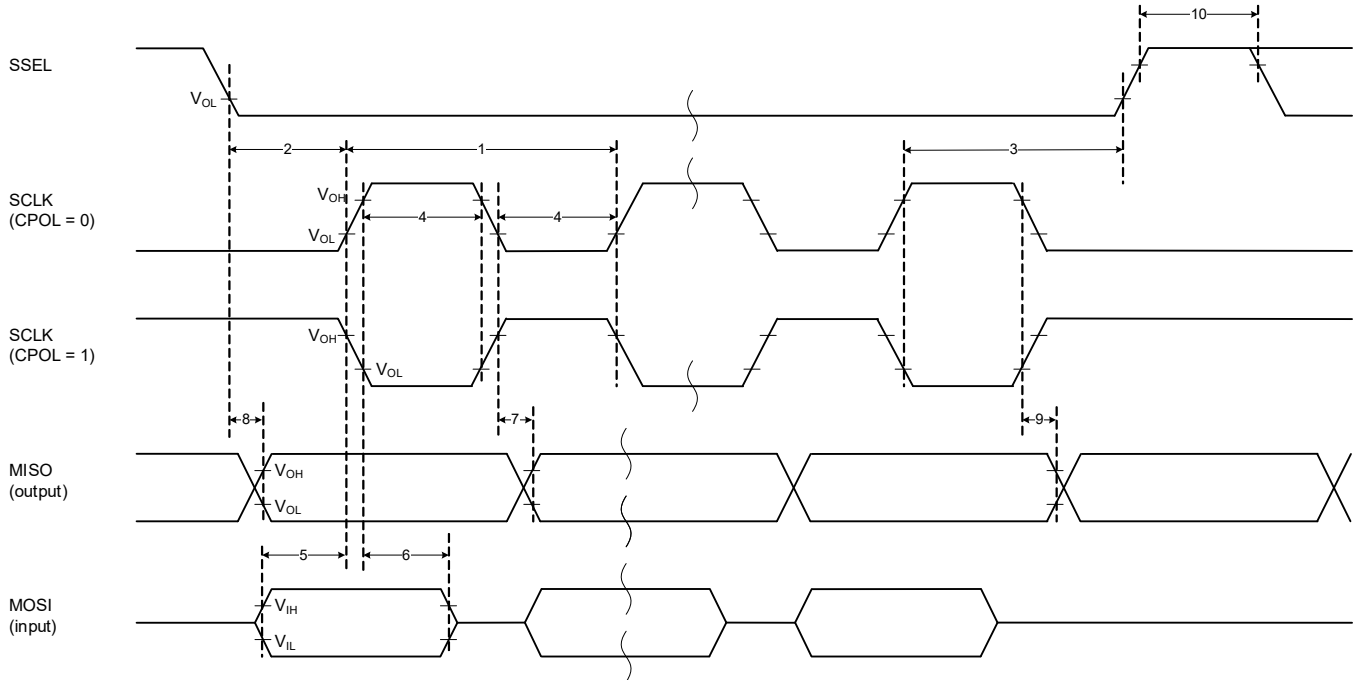 10
SSEL
VOL
2
1
3
SCLK
(CPOL = 0)
VOH
4
4
VOL
SCLK
(CPOL = 1)
VOH
VOL
8
7
9
MISO
(output)
VOH
VOL
5
6
MOSI
(input)
VIH
VIL